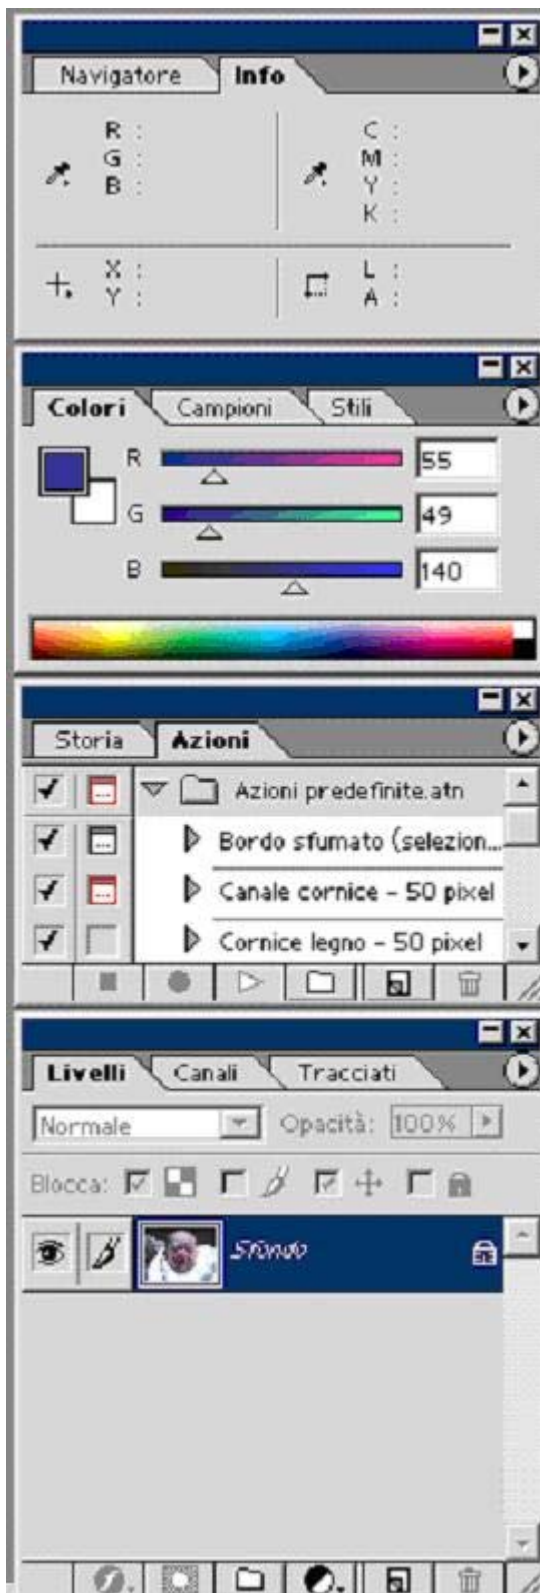 Navigatore Info
R : C :
G : M :
B : Y :
K :
X : L :
Y : A :
Colori Campioni Stili
R 55
G 49
B 140
Storia Azioni
Azioni predefinite.atn
Bordo sfumato (selezion...
Canale cornice - 50 pixel
Cornice legno - 50 pixel
Livelli Canali Tracciati
Normale Opacità: 100%
Blocca:
Sfondo